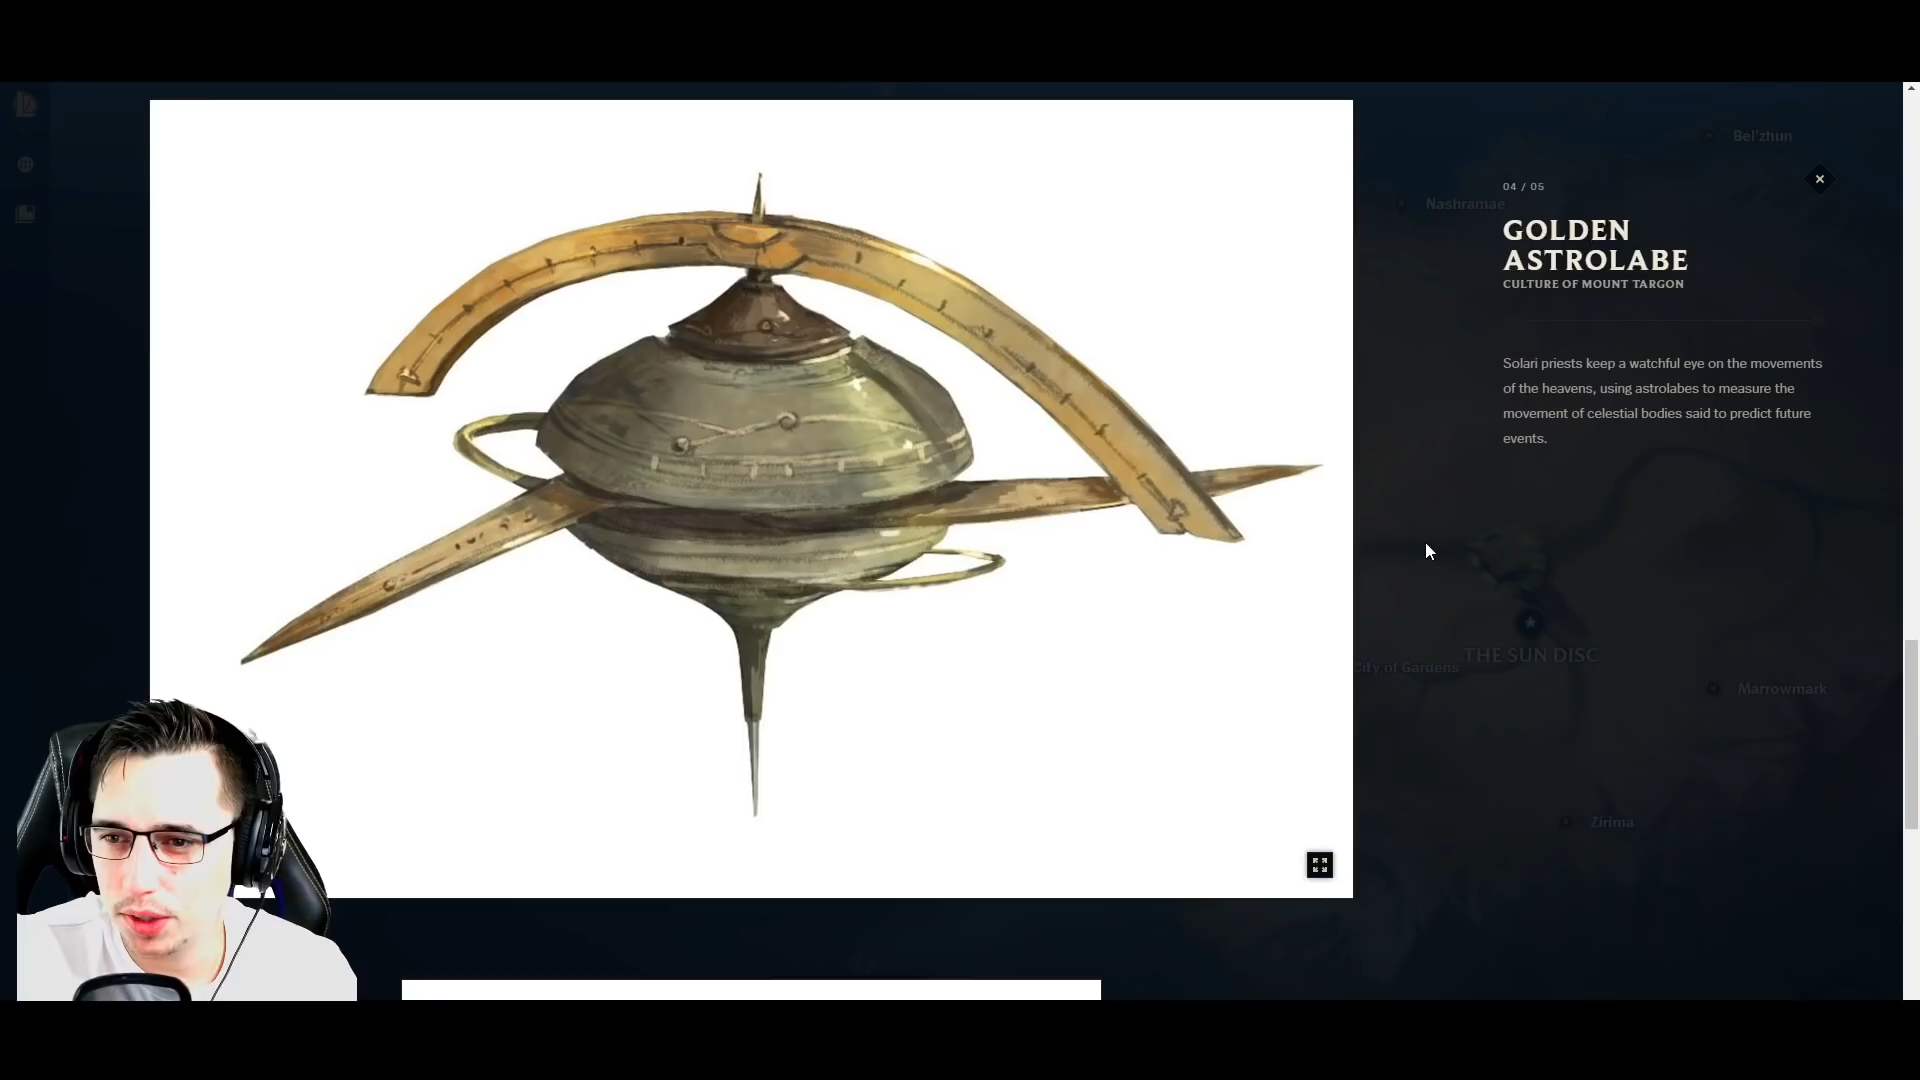 Bel'zhun
04 / 05
Nashramae
GOLDEN
ASTROLABE
CULTURE OF MOUNT TARGON
Solari priests keep a watchful eye on the movements
of the heavens, using astrolabes to measure the
movement of celestial bodies said to predict future
events.
THE SUN DISC
City of Gardens
Marrowmark
Zirima